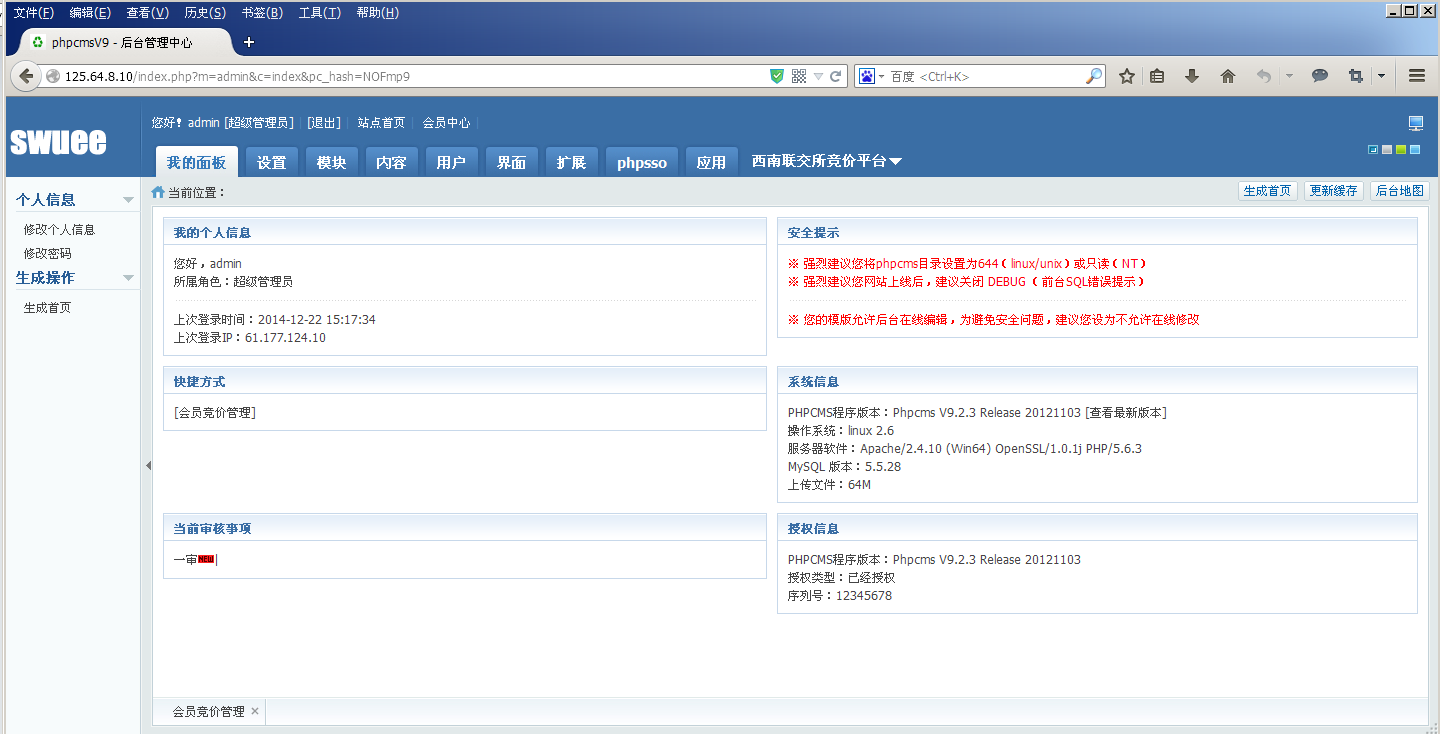 文件(F) 编辑(E) 查看(V) 历史(S) 书签(B) 工具(T) 帮助(H)
phpcmsV9 - 后台管理中心
125.64.8.10/index.php?m=admin&c=index&pc_hash=NOFmp9
百度 <Ctrl+K>
swuee
您好！admin [超级管理员] [退出] 站点首页 会员中心
我的面板 设置 模块 内容 用户 界面 扩展 phpsso 应用 西南联交所竞价平台
个人信息
修改个人信息
修改密码
生成操作
生成首页
当前位置：
生成首页 更新缓存 后台地图
我的个人信息
您好，admin
所属角色：超级管理员
上次登录时间：2014-12-22 15:17:34
上次登录IP：61.177.124.10
安全提示
※ 强烈建议您将phpcms目录设置为644（linux/unix）或只读（NT）
※ 强烈建议您网站上线后，建议关闭 DEBUG （前台SQL错误提示）
※ 您的模版允许后台在线编辑，为避免安全问题，建议您设为不允许在线修改
快捷方式
[会员竞价管理]
系统信息
PHPCMS程序版本：Phpcms V9.2.3 Release 20121103 [查看最新版本]
操作系统：linux 2.6
服务器软件：Apache/2.4.10 (Win64) OpenSSL/1.0.1j PHP/5.6.3
MySQL 版本：5.5.28
上传文件：64M
当前审核事项
一审NEW|
授权信息
PHPCMS程序版本：Phpcms V9.2.3 Release 20121103
授权类型：已经授权
序列号：12345678
会员竞价管理